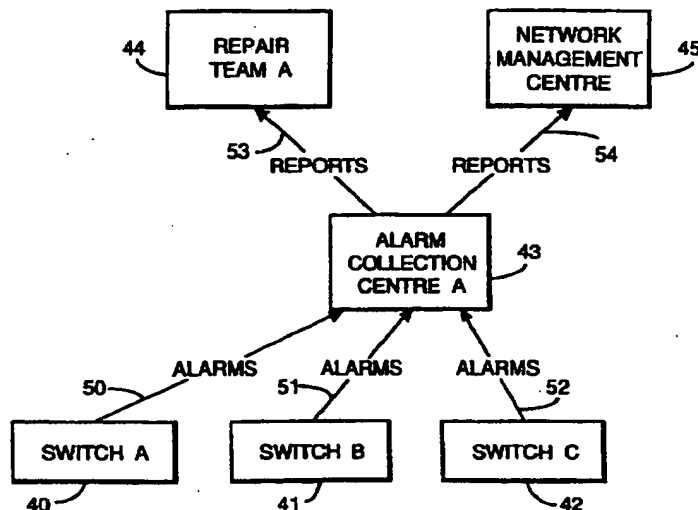 44
REPAIR
TEAM A
NETWORK
MANAGEMENT
CENTRE
45
53
REPORTS
REPORTS
54
ALARM
COLLECTION
CENTRE A
43
50
ALARMS
51
ALARMS
ALARMS
52
SWITCH A
SWITCH B
SWITCH C
40
41
42